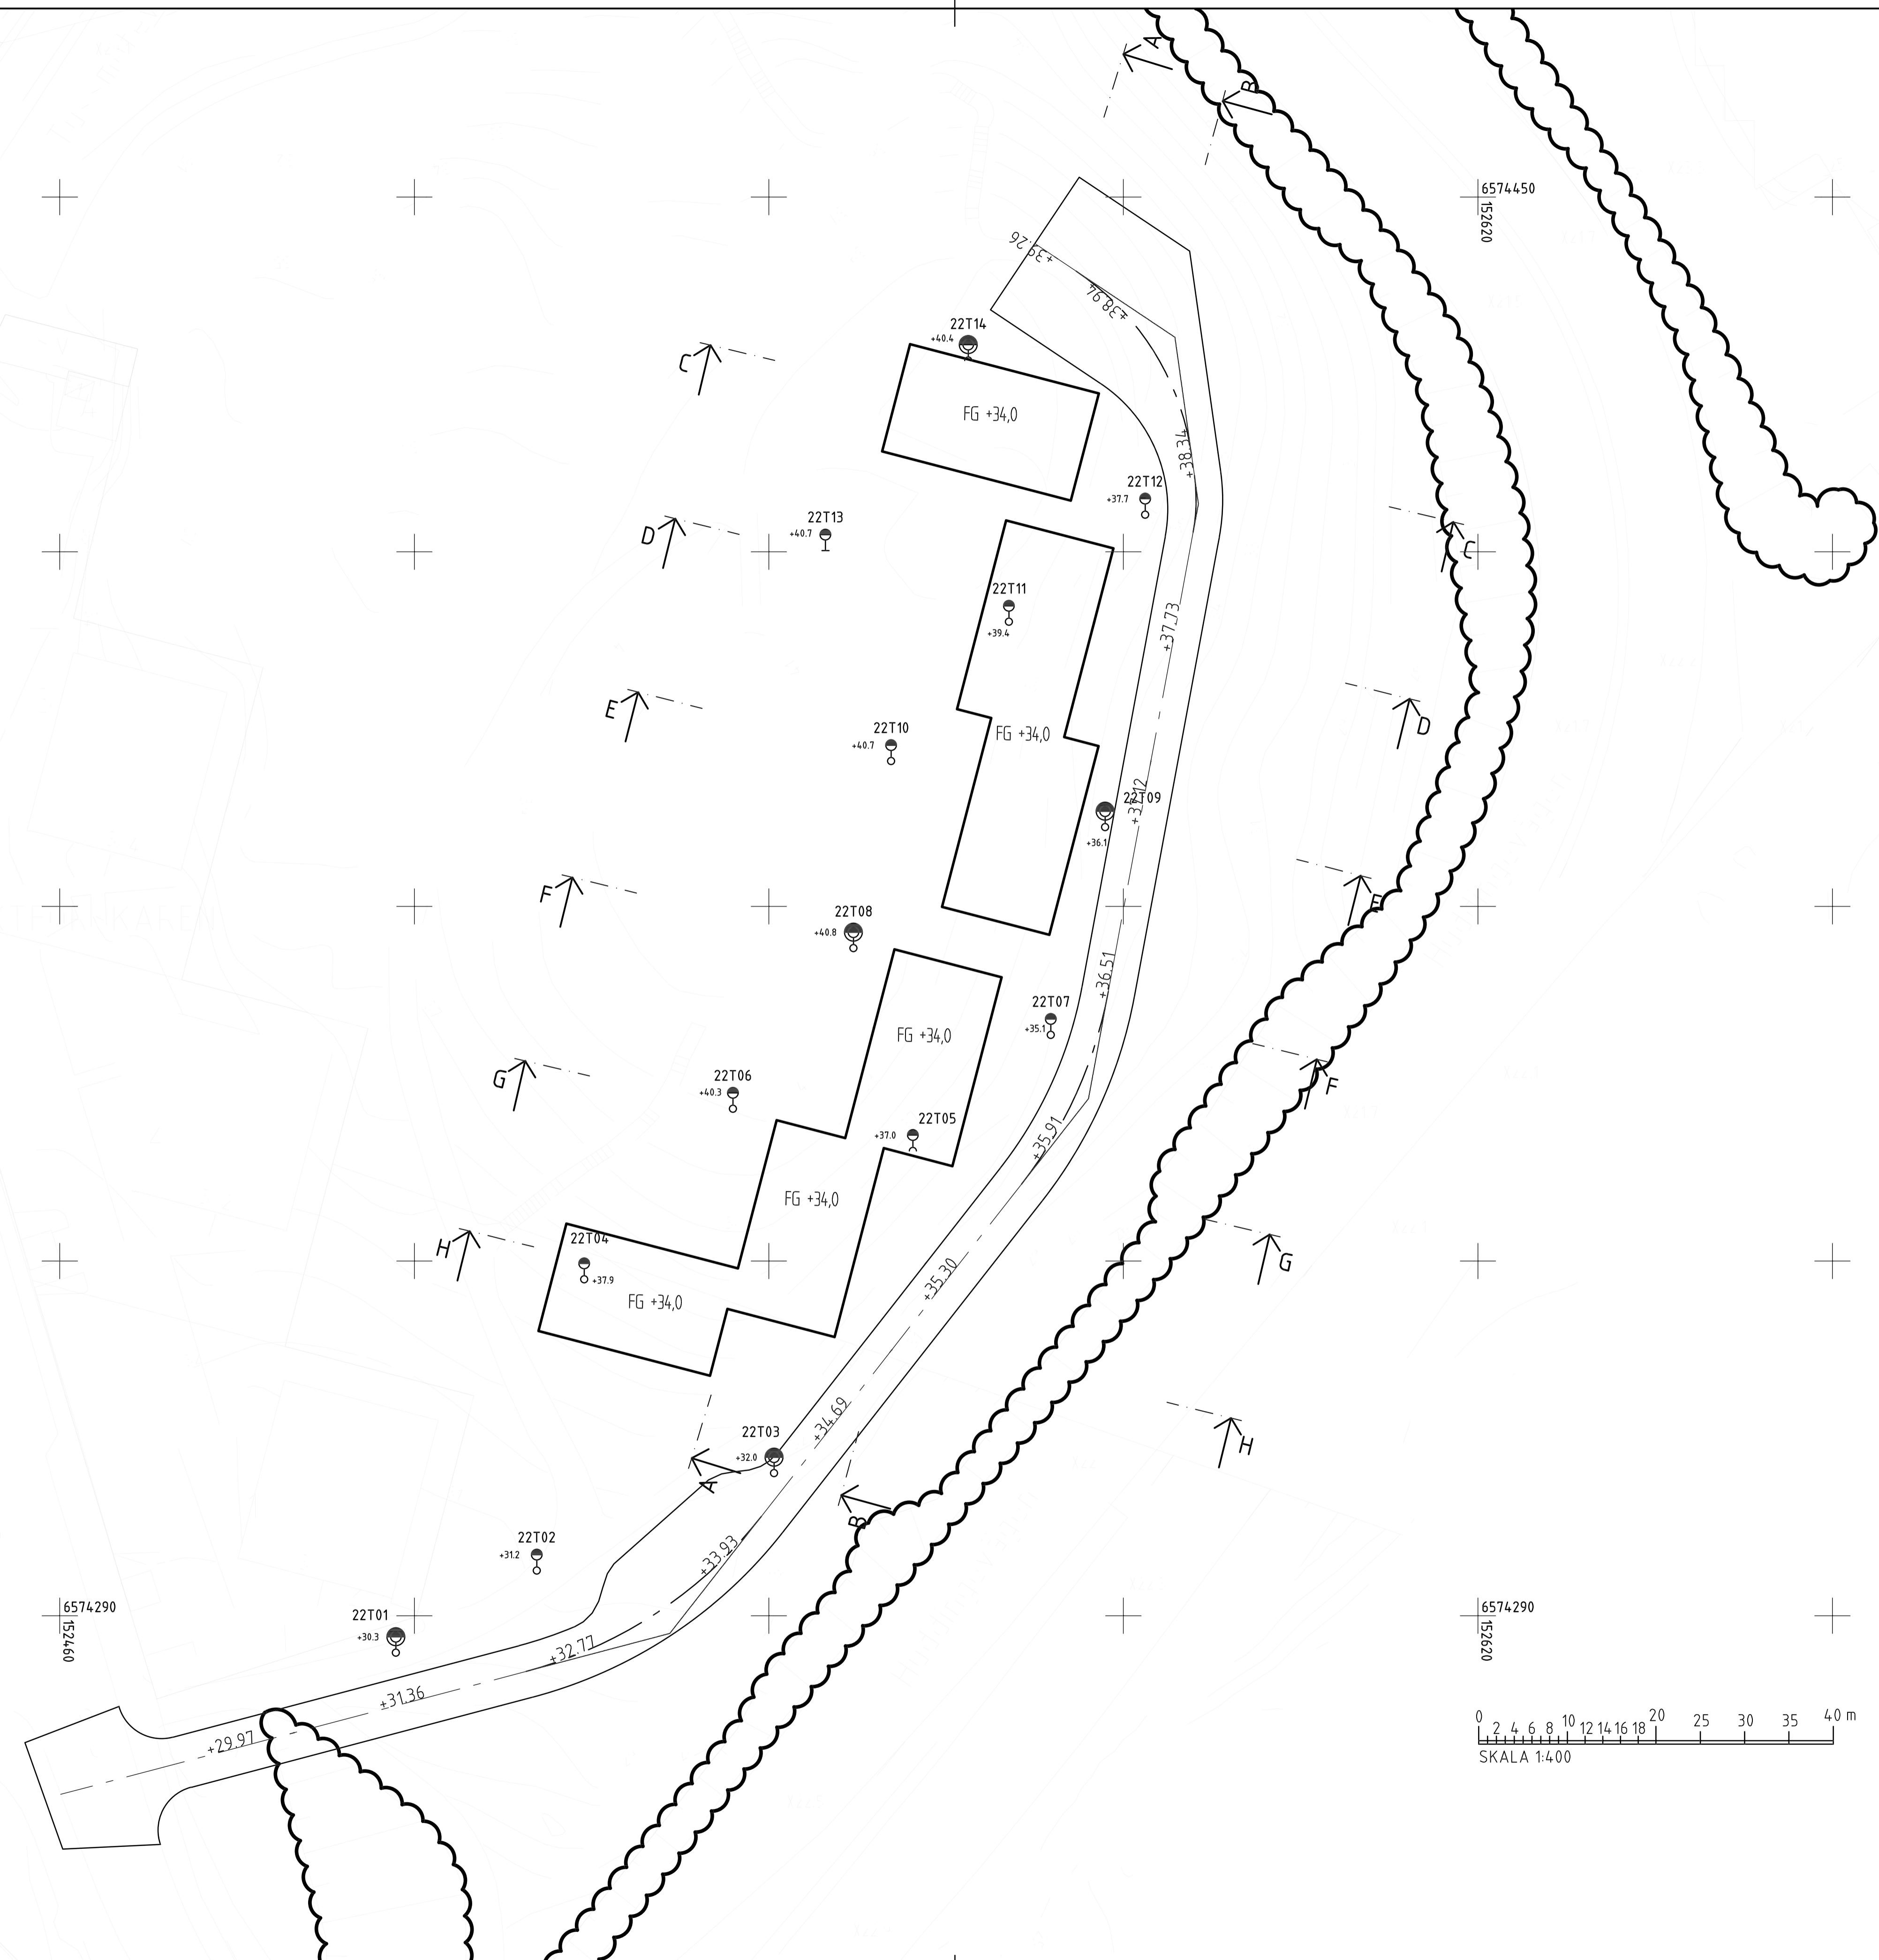 A
B
6574450
152620
+39.26
+38.94
22T14
+40.4
C
FG +34,0
+38.34
22T12
+37.7
22T13
+40.7
D
C
22T11
+39.4
+37.73
E
D
22T10
+40.7
FG +34,0
+37.12
22T09
+36.1
F
E
22T08
+40.8
+36.51
22T07
+35.1
FG +34,0
G
22T06
+40.3
F
22T05
+37.0
+35.91
FG +34,0
H
22T04
+37.9
G
+35.30
FG +34,0
22T03
+32.0
+34.69
H
A
B
22T02
+31.2
+33.93
6574290
152460
6574290
152620
22T01
+30.3
+32.77
+31.36
+29.97
0 2 4 6 8 10 12 14 16 18 20 25 30 35 40 m
SKALA 1:400